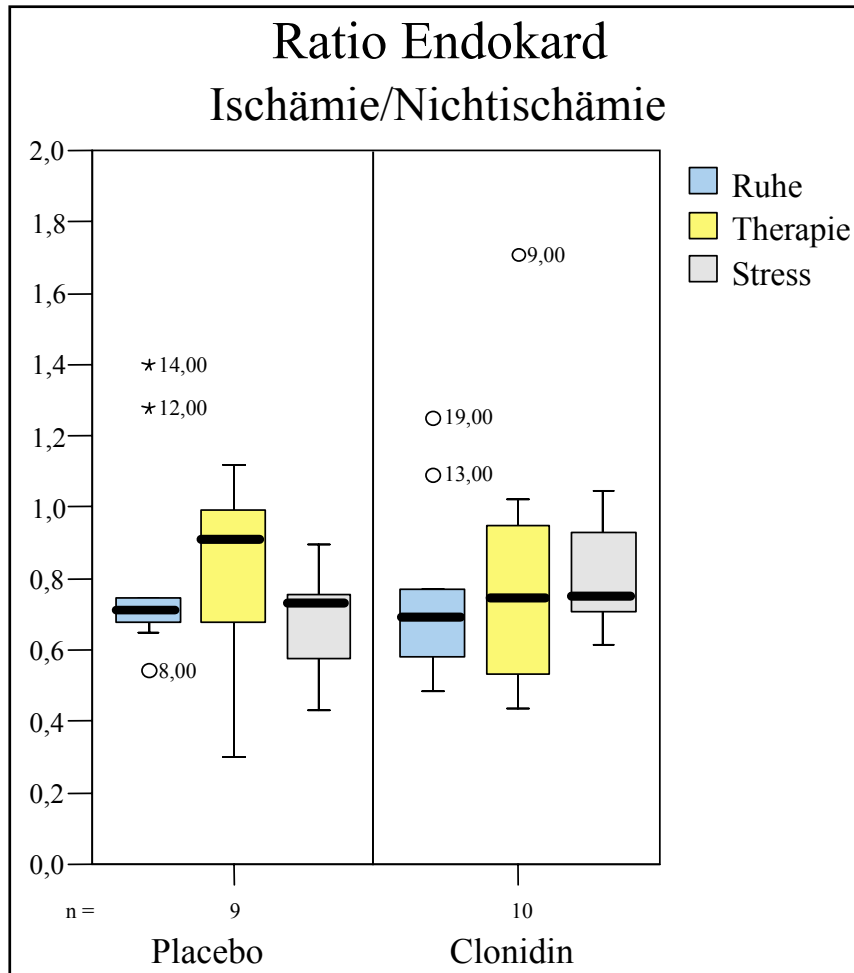 Ratio Endokard
Ischämie/Nichtischämie
2,0
1,8
1,6
1,4
1,2
1,0
0,8
0,6
0,4
0,2
0,0
14,00
12,00
8,00
9,00
19,00
13,00
Ruhe
Therapie
Stress
n = 9 10
Placebo Clonidin